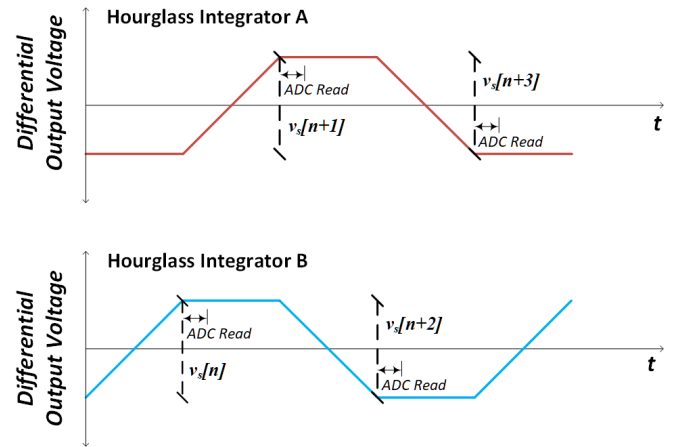 Hourglass Integrator A
Differential
Output Voltage
ADC Read
vs[n+1]
vs[n+3]
ADC Read
t
Hourglass Integrator B
Differential
Output Voltage
ADC Read
vs[n]
vs[n+2]
ADC Read
t